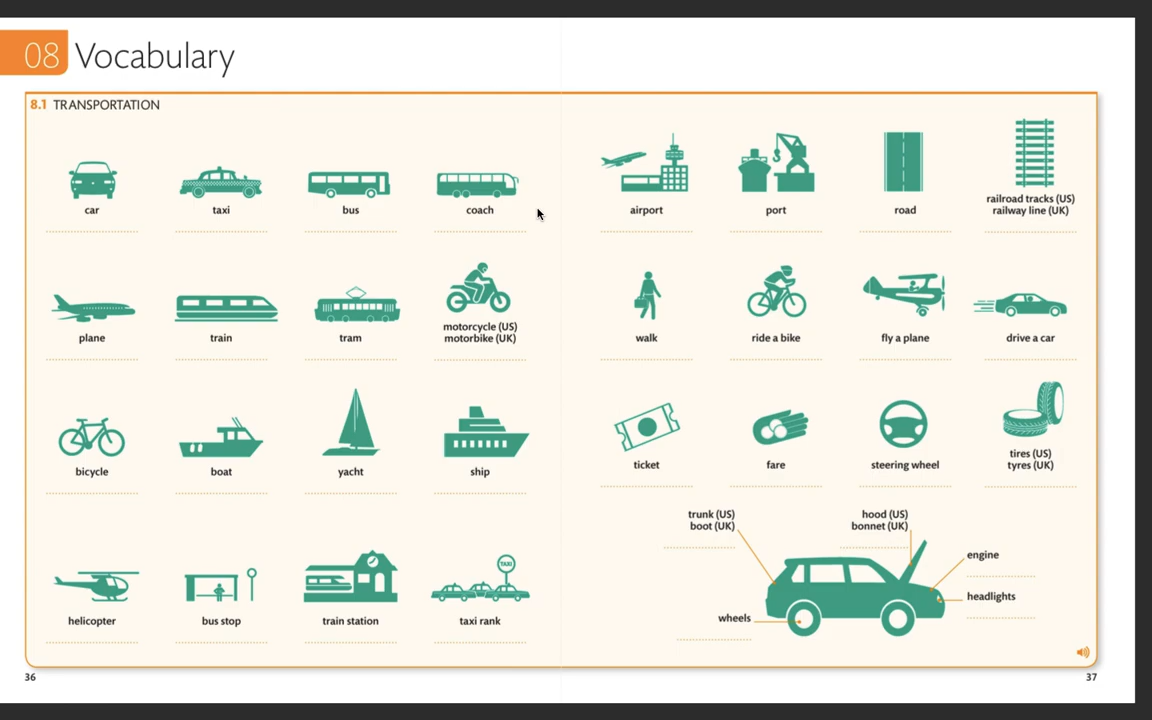 08 Vocabulary
8.1 TRANSPORTATION
car
taxi
bus
coach
plane
train
tram
motorcycle (US)
motorbike (UK)
bicycle
boat
yacht
ship
helicopter
bus stop
train station
TAXI
taxi rank
airport
port
road
railroad tracks (US)
railway line (UK)
walk
ride a bike
fly a plane
drive a car
ticket
fare
steering wheel
tires (US)
tyres (UK)
trunk (US)
boot (UK)
hood (US)
bonnet (UK)
engine
headlights
wheels
36
37